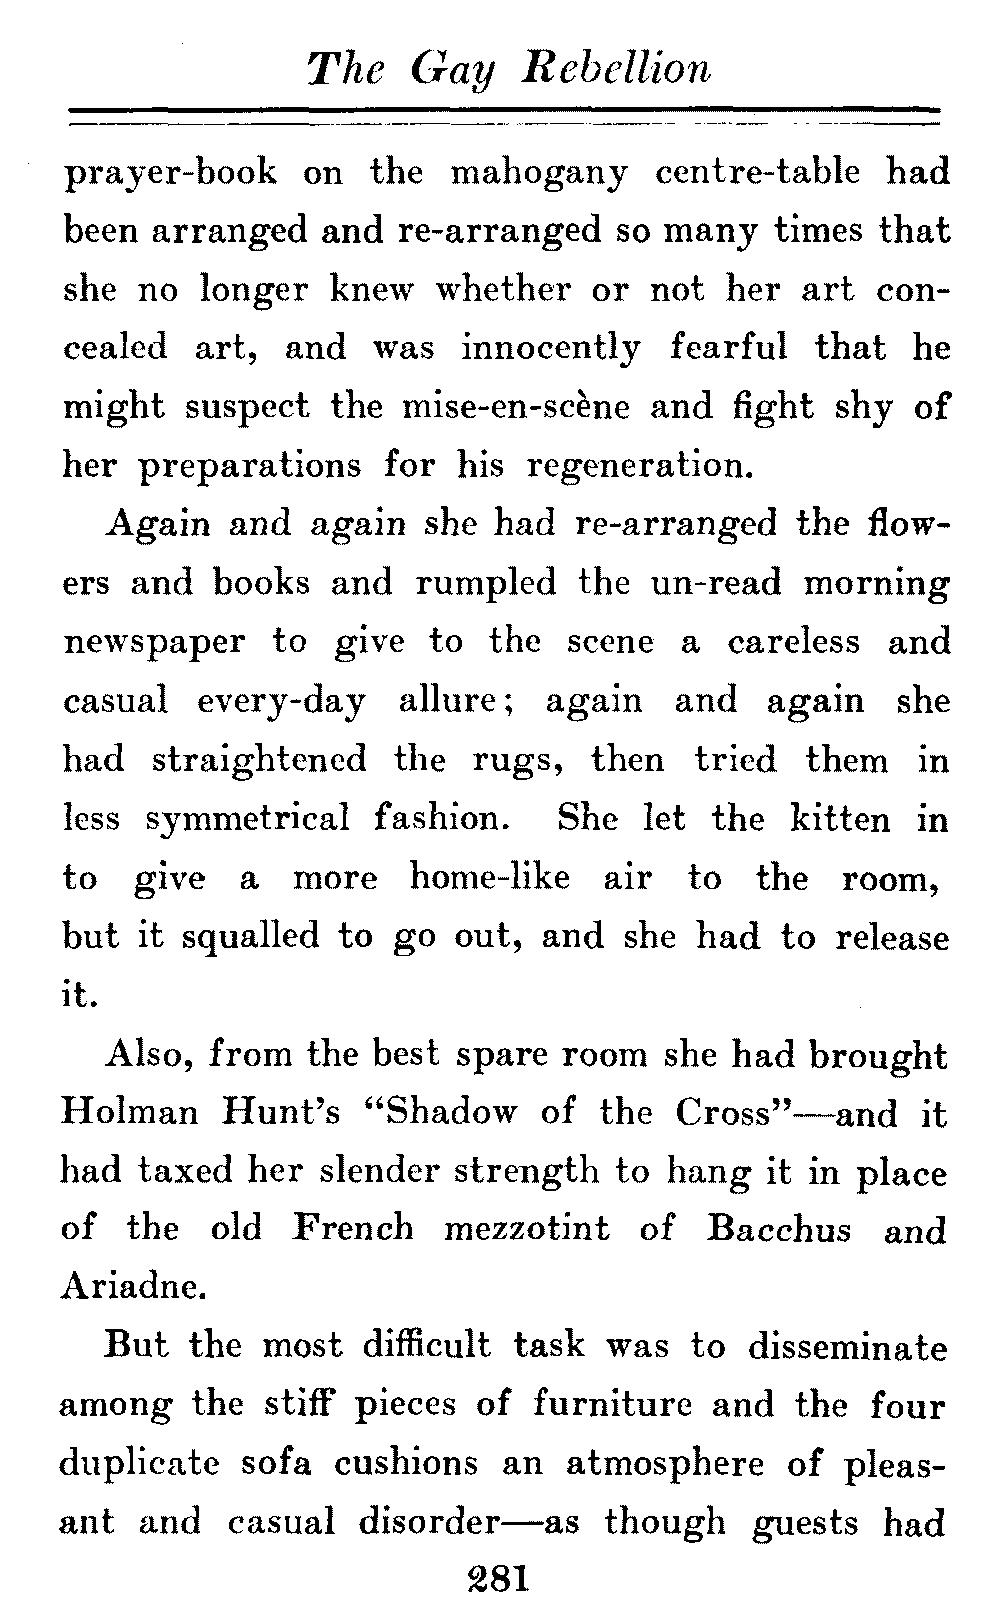 The Gay Rebellion
prayer-book on the mahogany centre-table had
been arranged and re-arranged so many times that
she no longer knew whether or not her art con-
cealed art, and was innocently fearful that he
might suspect the mise-en-scène and fight shy of
her preparations for his regeneration.
Again and again she had re-arranged the flow-
ers and books and rumpled the un-read morning
newspaper to give to the scene a careless and
casual every-day allure; again and again she
had straightened the rugs, then tried them in
less symmetrical fashion. She let the kitten in
to give a more home-like air to the room,
but it squalled to go out, and she had to release
it.
Also, from the best spare room she had brought
Holman Hunt's “Shadow of the Cross”—and it
had taxed her slender strength to hang it in place
of the old French mezzotint of Bacchus and
Ariadne.
But the most difficult task was to disseminate
among the stiff pieces of furniture and the four
duplicate sofa cushions an atmosphere of pleas-
ant and casual disorder—as though guests had
281